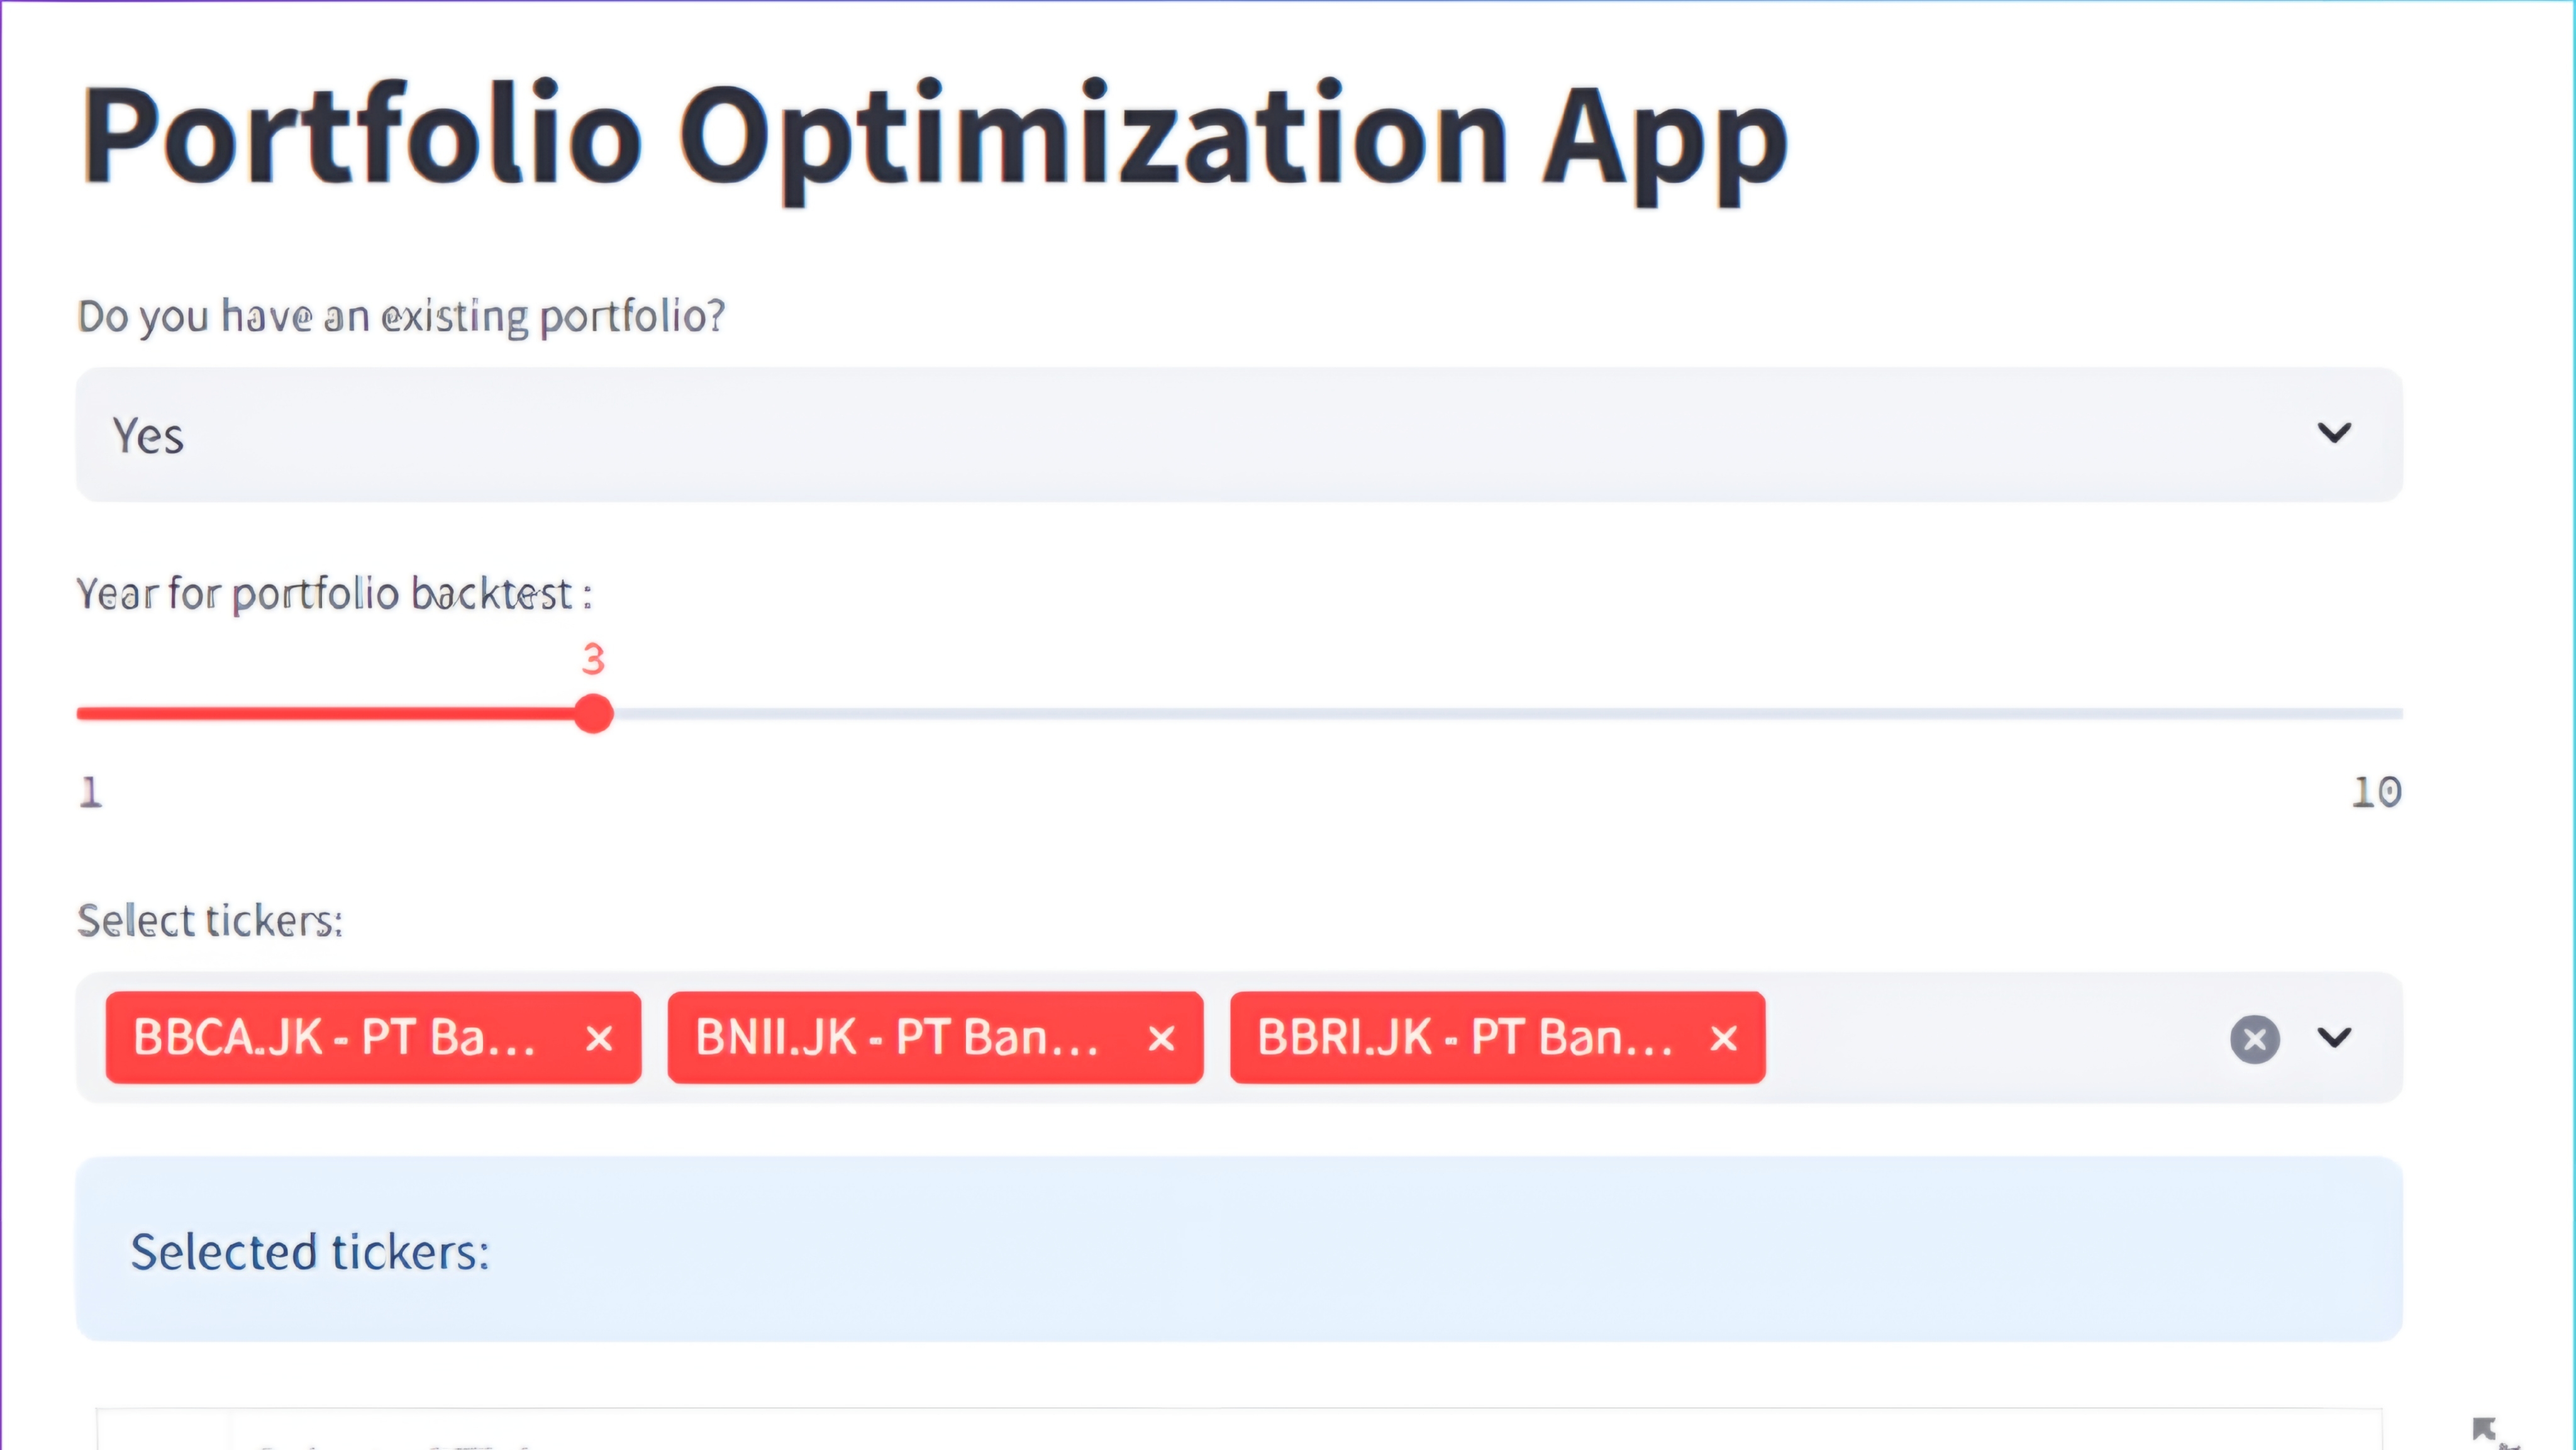 Portfolio Optimization App
Do you have an existing portfolio?
Yes
Year for portfolio backtest :
3
1 10
Select tickers:
BBCA.JK - PT Ba... BNII.JK - PT Ban... BBRI.JK - PT Ban...
Selected tickers: